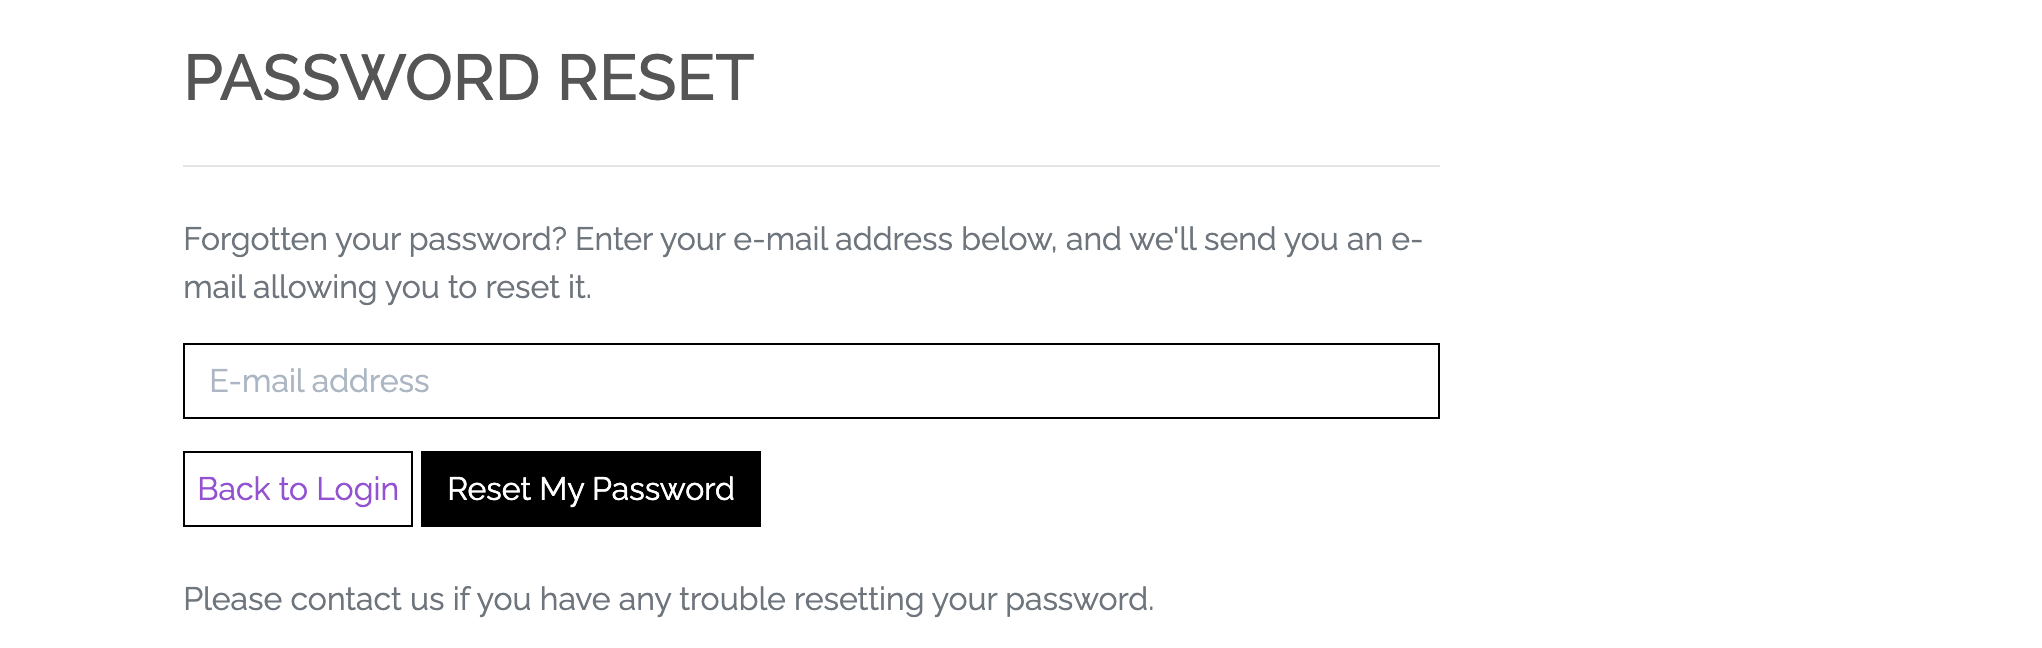 PASSWORD RESET
Forgotten your password? Enter your e-mail address below, and we'll send you an e-
mail allowing you to reset it.
E-mail address
Back to Login
Reset My Password
Please contact us if you have any trouble resetting your password.